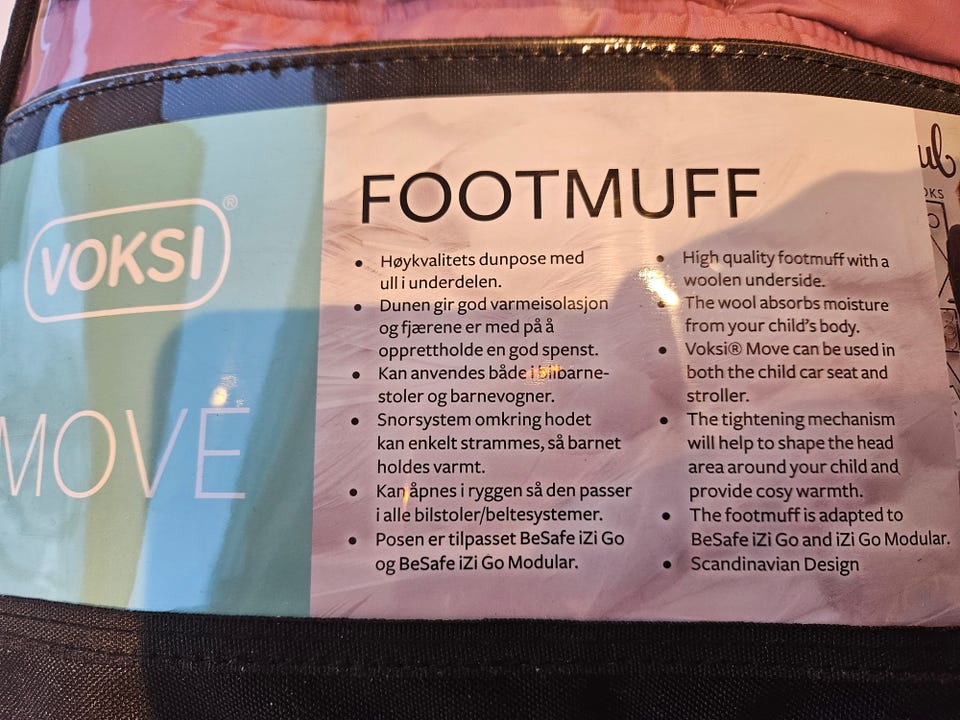 VOKSI®
MOVE
FOOTMUFF
• Høykvalitets dunpose med
ull i underdelen.
• Dunen gir god varmeisolasjon
og fjærene er med på å
opprettholde en god spenst.
• Kan anvendes både i bilbarne-
stoler og barnevogner.
• Snorsystem omkring hodet
kan enkelt strammes, så barnet
holdes varmt.
• Kan åpnes i ryggen så den passer
i alle bilstoler/beltesystemer.
• Posen er tilpasset BeSafe iZi Go
og BeSafe iZi Go Modular.
• High quality footmuff with a
woolen underside.
• The wool absorbs moisture
from your child's body.
• Voksi® Move can be used in
both the child car seat and
stroller.
• The tightening mechanism
will help to shape the head
area around your child and
provide cosy warmth.
• The footmuff is adapted to
BeSafe iZi Go and iZi Go Modular.
• Scandinavian Design